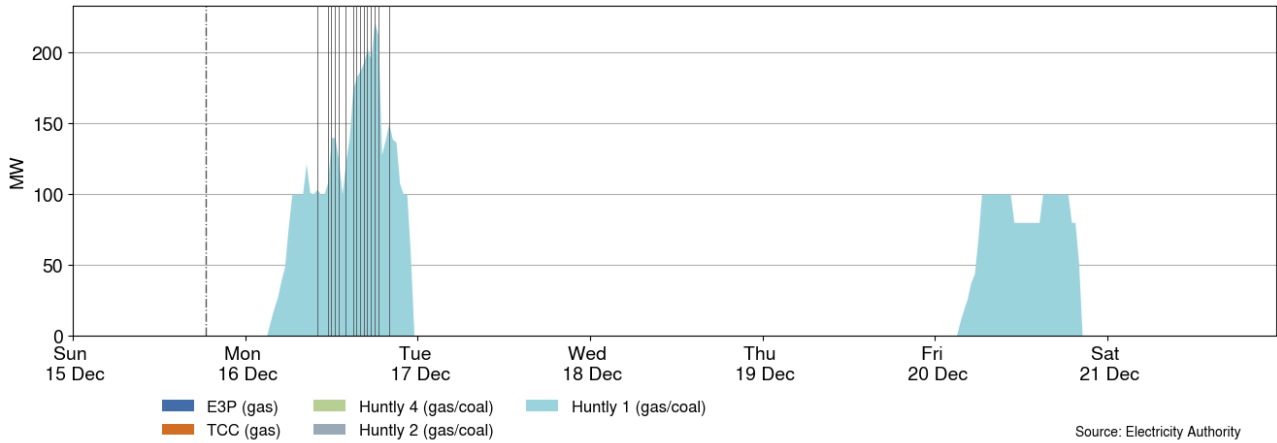 MW
200
150
100
50
0
Sun Mon Tue Wed Thu Fri Sat
15 Dec 16 Dec 17 Dec 18 Dec 19 Dec 20 Dec 21 Dec
E3P (gas) Huntly 4 (gas/coal) Huntly 1 (gas/coal)
TCC (gas) Huntly 2 (gas/coal)
Source: Electricity Authority